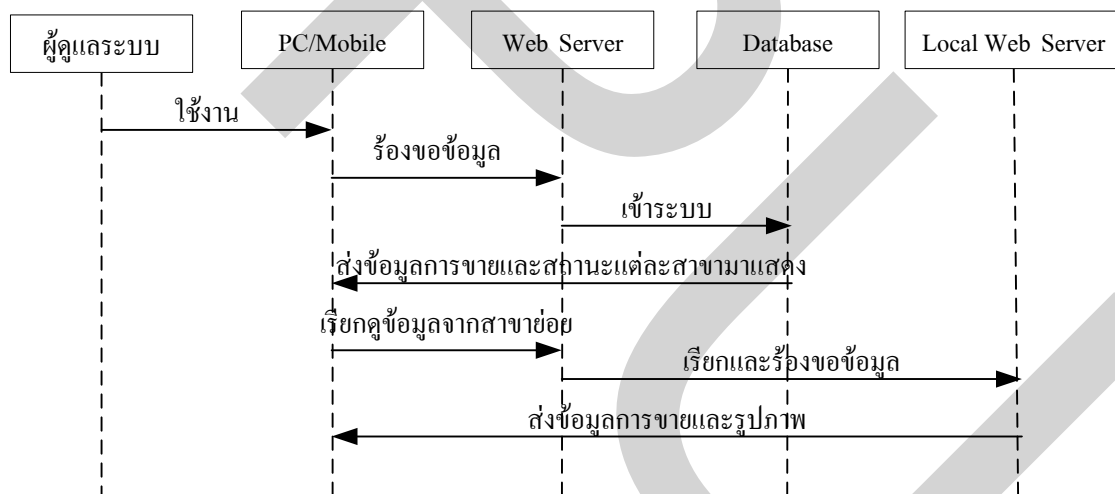 ผู้ดูแลระบบ
PC/Mobile
Web Server
Database
Local Web Server
ใช้งาน
ร้องขอข้อมูล
เข้าระบบ
ส่งข้อมูลการขายและสถานะแต่ละสาขามาแสดง
เรียกดูข้อมูลจากสาขาย่อย
เรียกและร้องขอข้อมูล
ส่งข้อมูลการขายและรูปภาพ